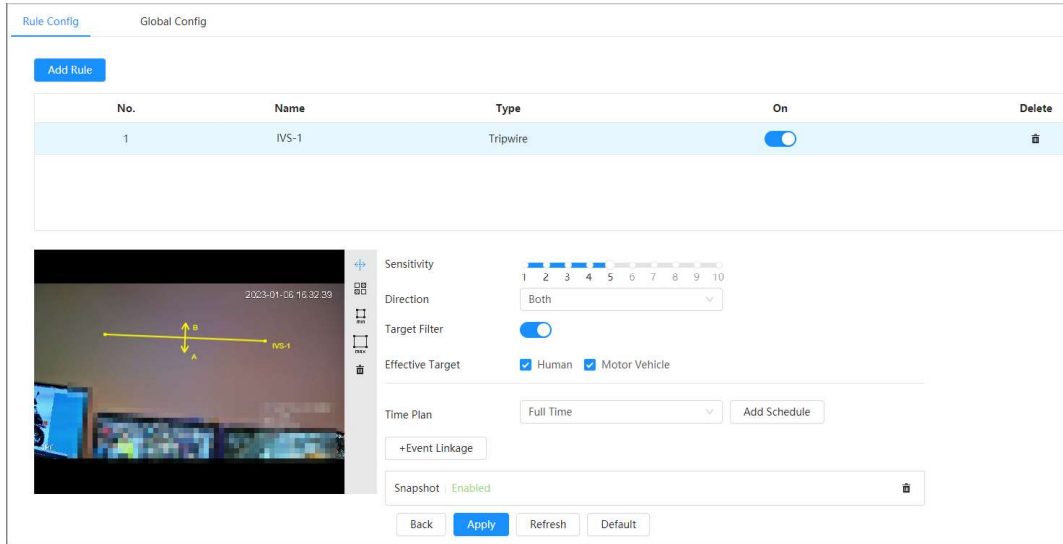 Rule Config Global Config
Add Rule
No. Name Type On Delete
1 IVS-1 Tripwire
2023-01-06 16:32:39
B
IVS-1
A
min
max
Sensitivity
1 2 3 4 5 6 7 8 9 10
Direction Both
Target Filter
Effective Target Human Motor Vehicle
Time Plan Full Time Add Schedule
+Event Linkage
Snapshot Enabled
Back Apply Refresh Default